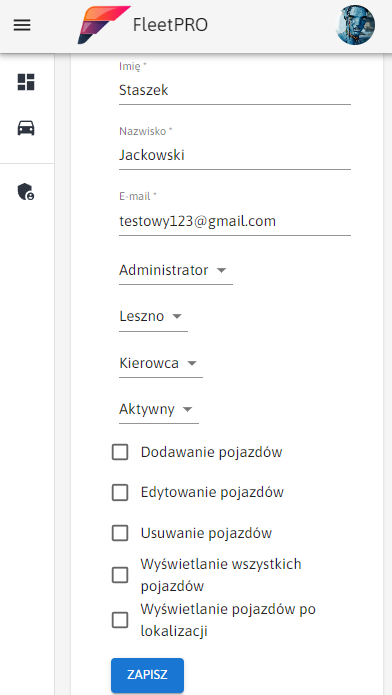 FleetPRO
Imię *
Staszek
Nazwisko *
Jackowski
E-mail *
testowy123@gmail.com
Administrator
Leszno
Kierowca
Aktywny
Dodawanie pojazdów
Edytowanie pojazdów
Usuwanie pojazdów
Wyświetlanie wszystkich
pojazdów
Wyświetlanie pojazdów po
lokalizacji
ZAPISZ